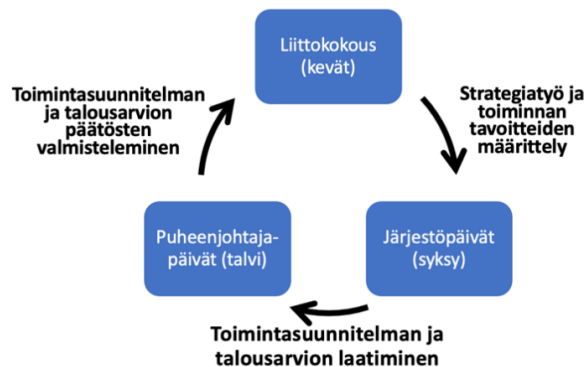 Liittokokous
(kevät)
Strategiatyö ja
toiminnan
tavoitteiden
määrittely
Järjestöpäivät
(syksy)
Toimintasuunnitelman ja
talousarvion laatiminen
Puheenjohtaja-
päivät (talvi)
Toimintasuunnitelman
ja talousarvion
päätösten
valmisteleminen